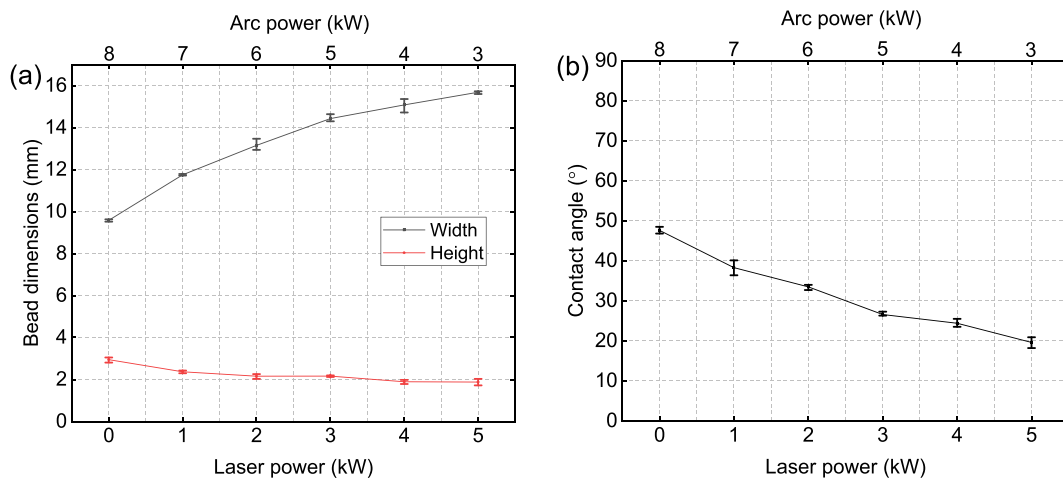 Arc power (kW)
8 7 6 5 4 3
(a)
16
14
12
10
8
6
4
2
0
Bead dimensions (mm)
Width
Height
0 1 2 3 4 5
Laser power (kW)
Arc power (kW)
8 7 6 5 4 3
(b)
90
80
70
60
50
40
30
20
10
0
Contact angle (°)
0 1 2 3 4 5
Laser power (kW)